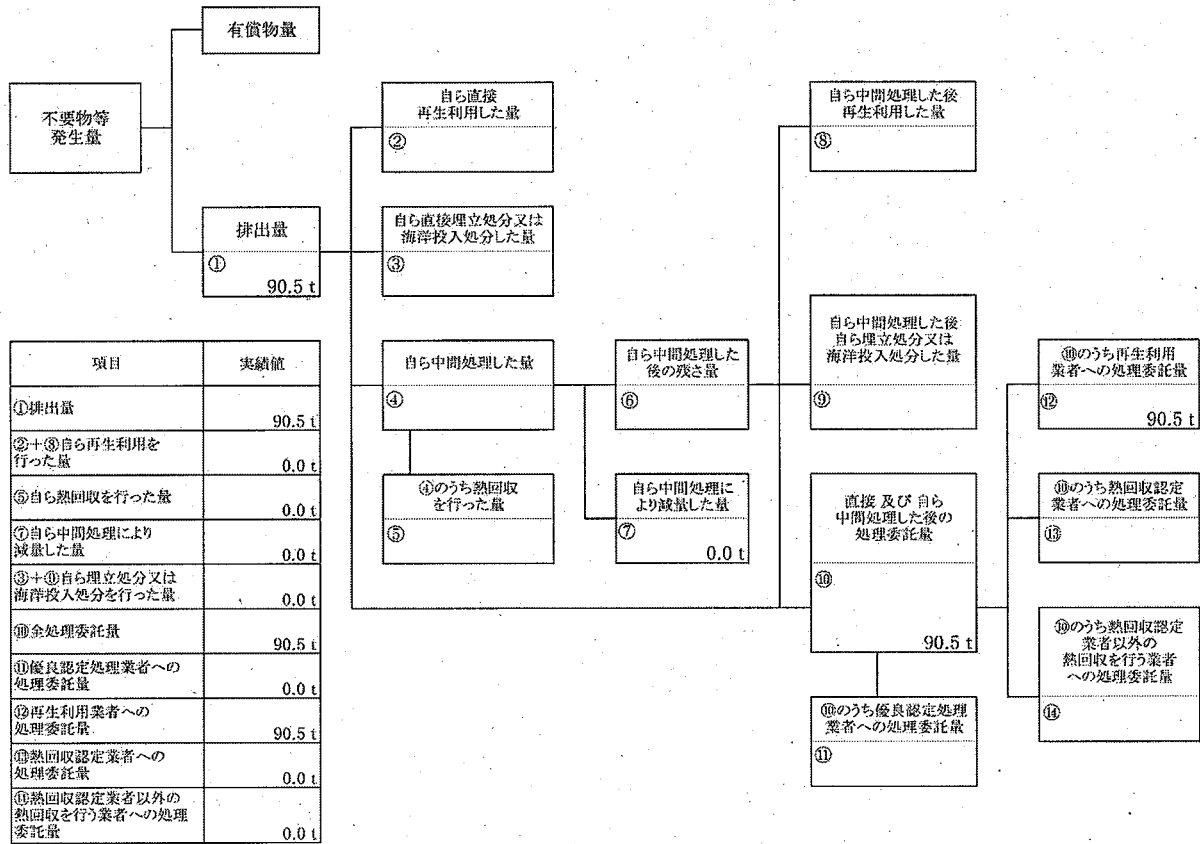 有償物量
不要物等
発生量
排出量
①
90.5 t
自ら直接
再生利用した量
②
自ら直接埋立処分又は
海洋投入処分した量
③
自ら中間処理した量
④
④のうち熱回収
を行った量
⑤
自ら中間処理した
後の残さ量
⑥
自ら中間処理に
より減量した量
⑦
0.0 t
自ら中間処理した後
再生利用した量
⑧
自ら中間処理した後
自ら埋立処分又は
海洋投入処分した量
⑨
直接 及び 自ら
中間処理した後の
処理委託量
⑩
90.5 t
⑩のうち優良認定処理
業者への処理委託量
⑪
⑩のうち再生利用
業者への処理委託量
⑫
90.5 t
⑩のうち熱回収認定
業者への処理委託量
⑬
⑩のうち熱回収認定
業者以外の
熱回収を行う業者
への処理委託量
⑭
項目 実績値
①排出量
90.5 t
②+⑧自ら再生利用を
行った量
0.0 t
⑤自ら熱回収を行った量
0.0 t
⑦自ら中間処理により
減量した量
0.0 t
③+⑨自ら埋立処分又は
海洋投入処分を行った量
0.0 t
⑩全処理委託量
90.5 t
⑪優良認定処理業者への
処理委託量
0.0 t
⑫再生利用業者への
処理委託量
90.5 t
⑬熱回収認定業者への
処理委託量
0.0 t
⑭熱回収認定業者以外の
熱回収を行う業者への処理
委託量
0.0 t